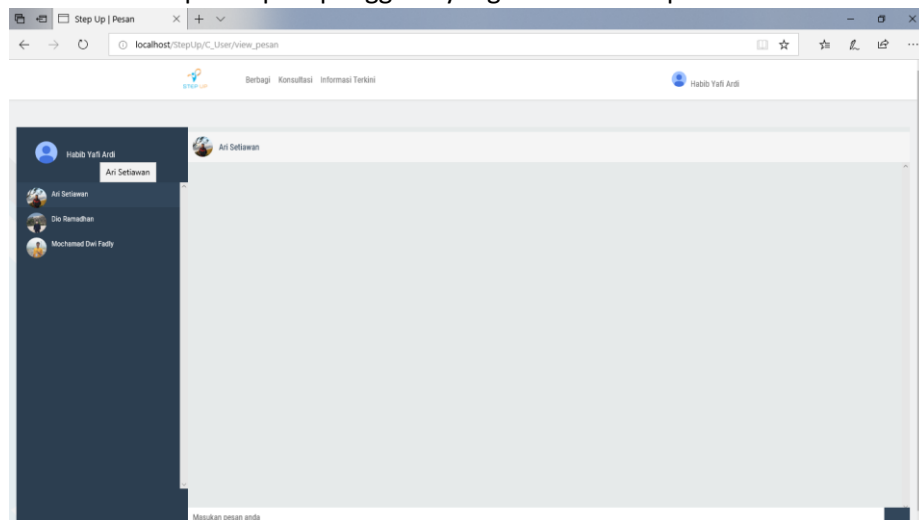 Step Up | Pesan
localhost/StepUp/C_User/view_pesan
STEP UP
Berbagi Konsultasi Informasi Terkini
Habib Yafi Ardi
Habib Yafi Ardi
Ari Setiawan
Ari Setiawan
Ari Setiawan
Dio Ramadhan
Mochamad Dwi Fadly
Masukan pesan anda